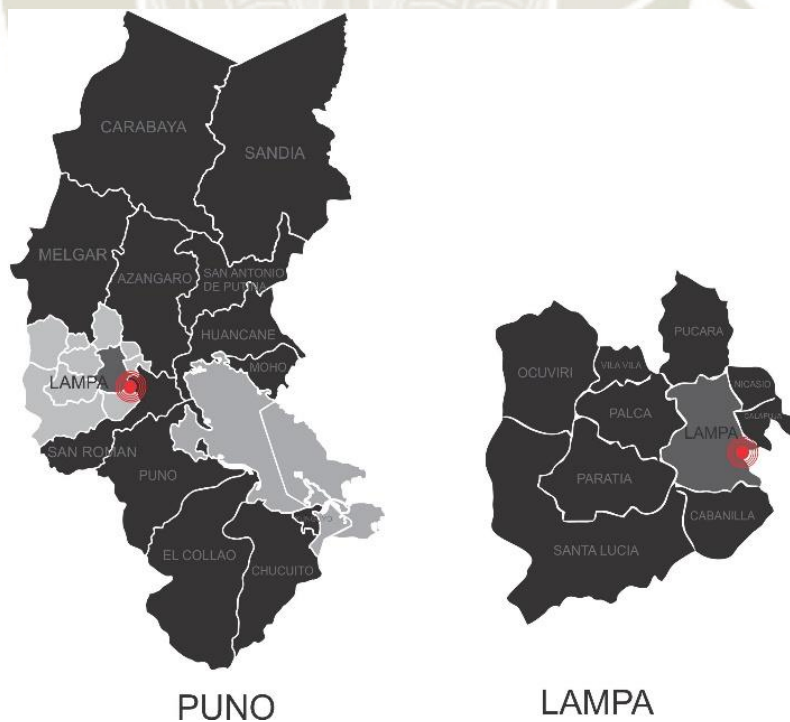 CARABAYA
SANDIA
MELGAR
AZANGARO
SAN ANTONIO
DE PUTINA
HUANCANE
MOHO
LAMPA
SAN ROMAN
PUNO
EL COLLAO
CHUCUITO
PUNO
PUCARA
OCUVIRI
VILA VILA
NICASIO
PALCA
CALAPUJA
LAMPA
PARATIA
CABANILLA
SANTA LUCIA
LAMPA